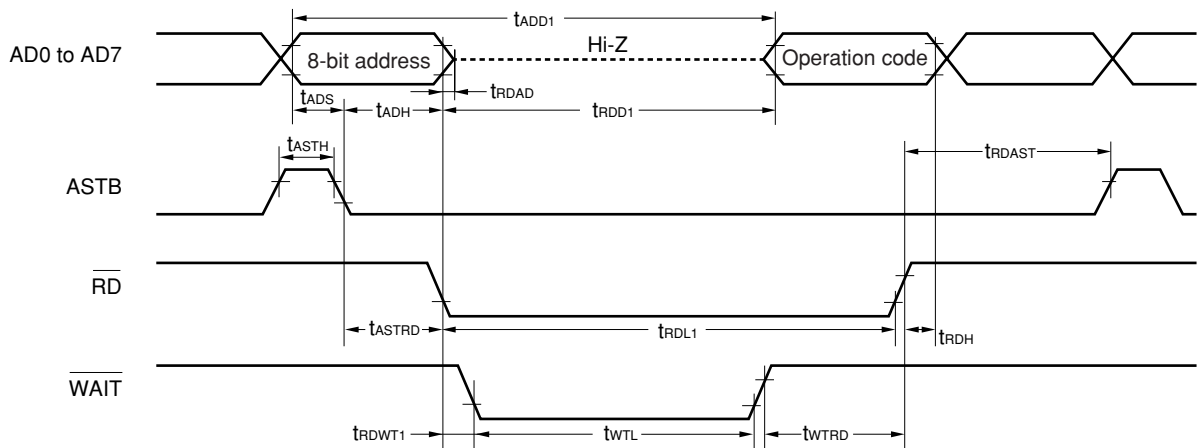 tADD1
AD0 to AD7
8-bit address
Hi-Z
Operation code
tADS
tADH
tRDAD
tRDD1
tASTH
tRDAST
ASTB
RD
tASTRD
tRDL1
tRDH
WAIT
tRDWT1
tWTL
tWTRD